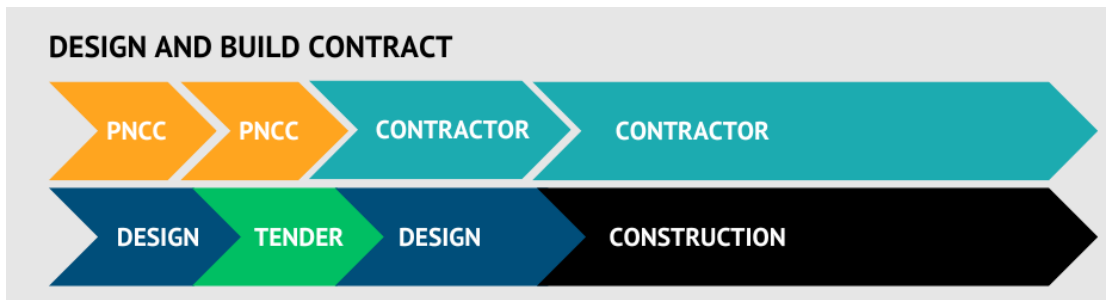 DESIGN AND BUILD CONTRACT
PNCC PNCC CONTRACTOR CONTRACTOR
DESIGN TENDER DESIGN CONSTRUCTION